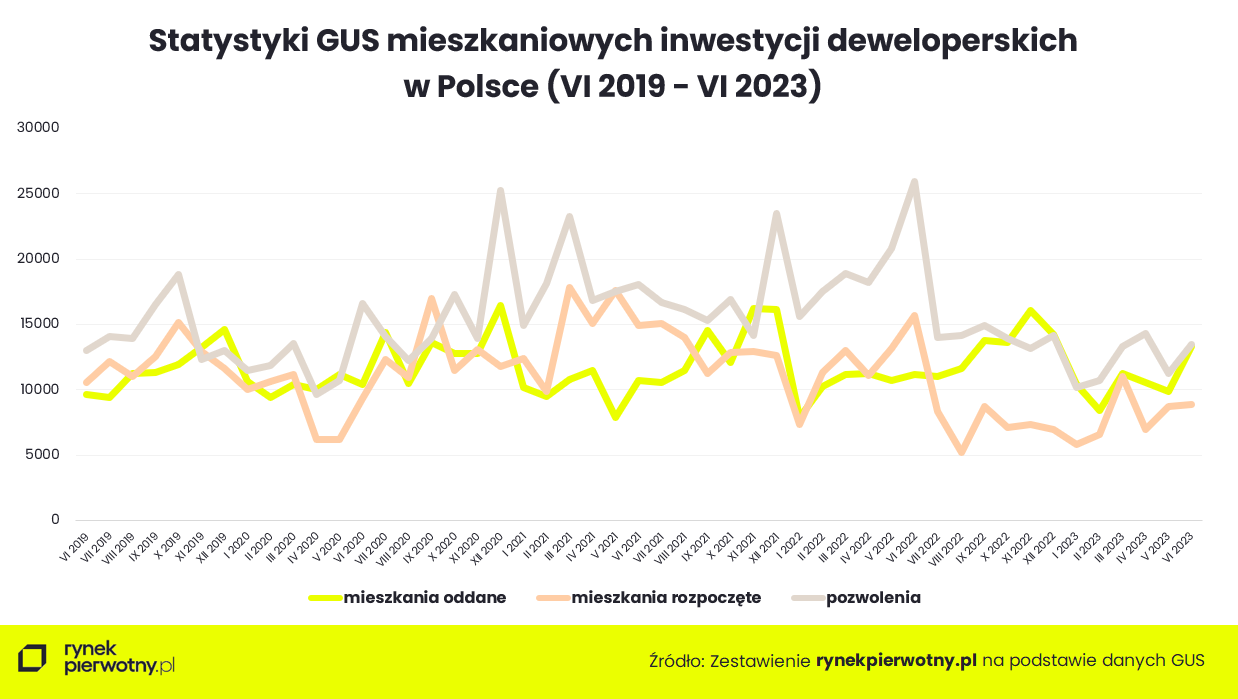 Statystyki GUS mieszkaniowych inwestycji deweloperskich
w Polsce (VI 2019 - VI 2023)
30000
25000
20000
15000
10000
5000
0
VI 2019 VII 2019 VIII 2019 IX 2019 X 2019 XI 2019 XII 2019 I 2020 II 2020 III 2020 IV 2020 V 2020 VI 2020 VII 2020 VIII 2020 IX 2020 X 2020 XI 2020 XII 2020 I 2021 II 2021 III 2021 IV 2021 V 2021 VI 2021 VII 2021 VIII 2021 IX 2021 X 2021 XI 2021 XII 2021 I 2022 II 2022 III 2022 IV 2022 V 2022 VI 2022 VII 2022 VIII 2022 IX 2022 X 2022 XI 2022 XII 2022 I 2023 II 2023 III 2023 IV 2023 V 2023 VI 2023
mieszkania oddane mieszkania rozpoczęte pozwolenia
rynek
pierwotny.pl
Źródło: Zestawienie rynekpierwotny.pl na podstawie danych GUS